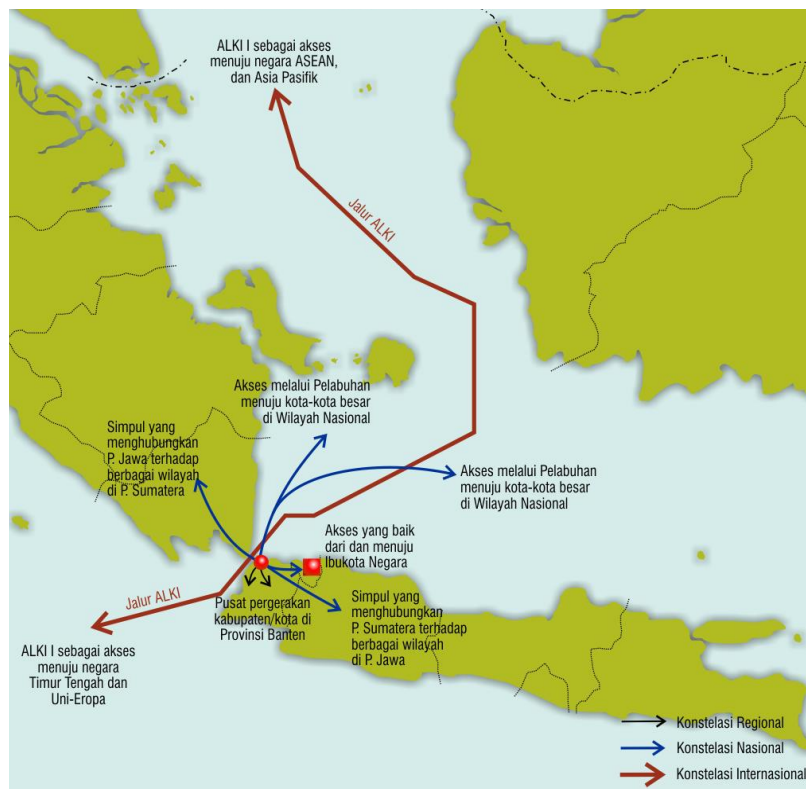 ALKI I sebagai akses
menuju negara ASEAN,
dan Asia Pasifik
Jalur ALKI
Akses melalui Pelabuhan
menuju kota-kota besar
di Wilayah Nasional
Simpul yang
menghubungkan
P. Jawa terhadap
berbagai wilayah
di P. Sumatera
Akses melalui Pelabuhan
menuju kota-kota besar
di Wilayah Nasional
Akses yang baik
dari dan menuju
Ibukota Negara
Jalur ALKI
Pusat pergerakan
kabupaten/kota di
Provinsi Banten
Simpul yang
menghubungkan
P. Sumatera terhadap
berbagai wilayah
di P. Jawa
ALKI I sebagai akses
menuju negara
Timur Tengah dan
Uni-Eropa
Konstelasi Regional
Konstelasi Nasional
Konstelasi Internasional